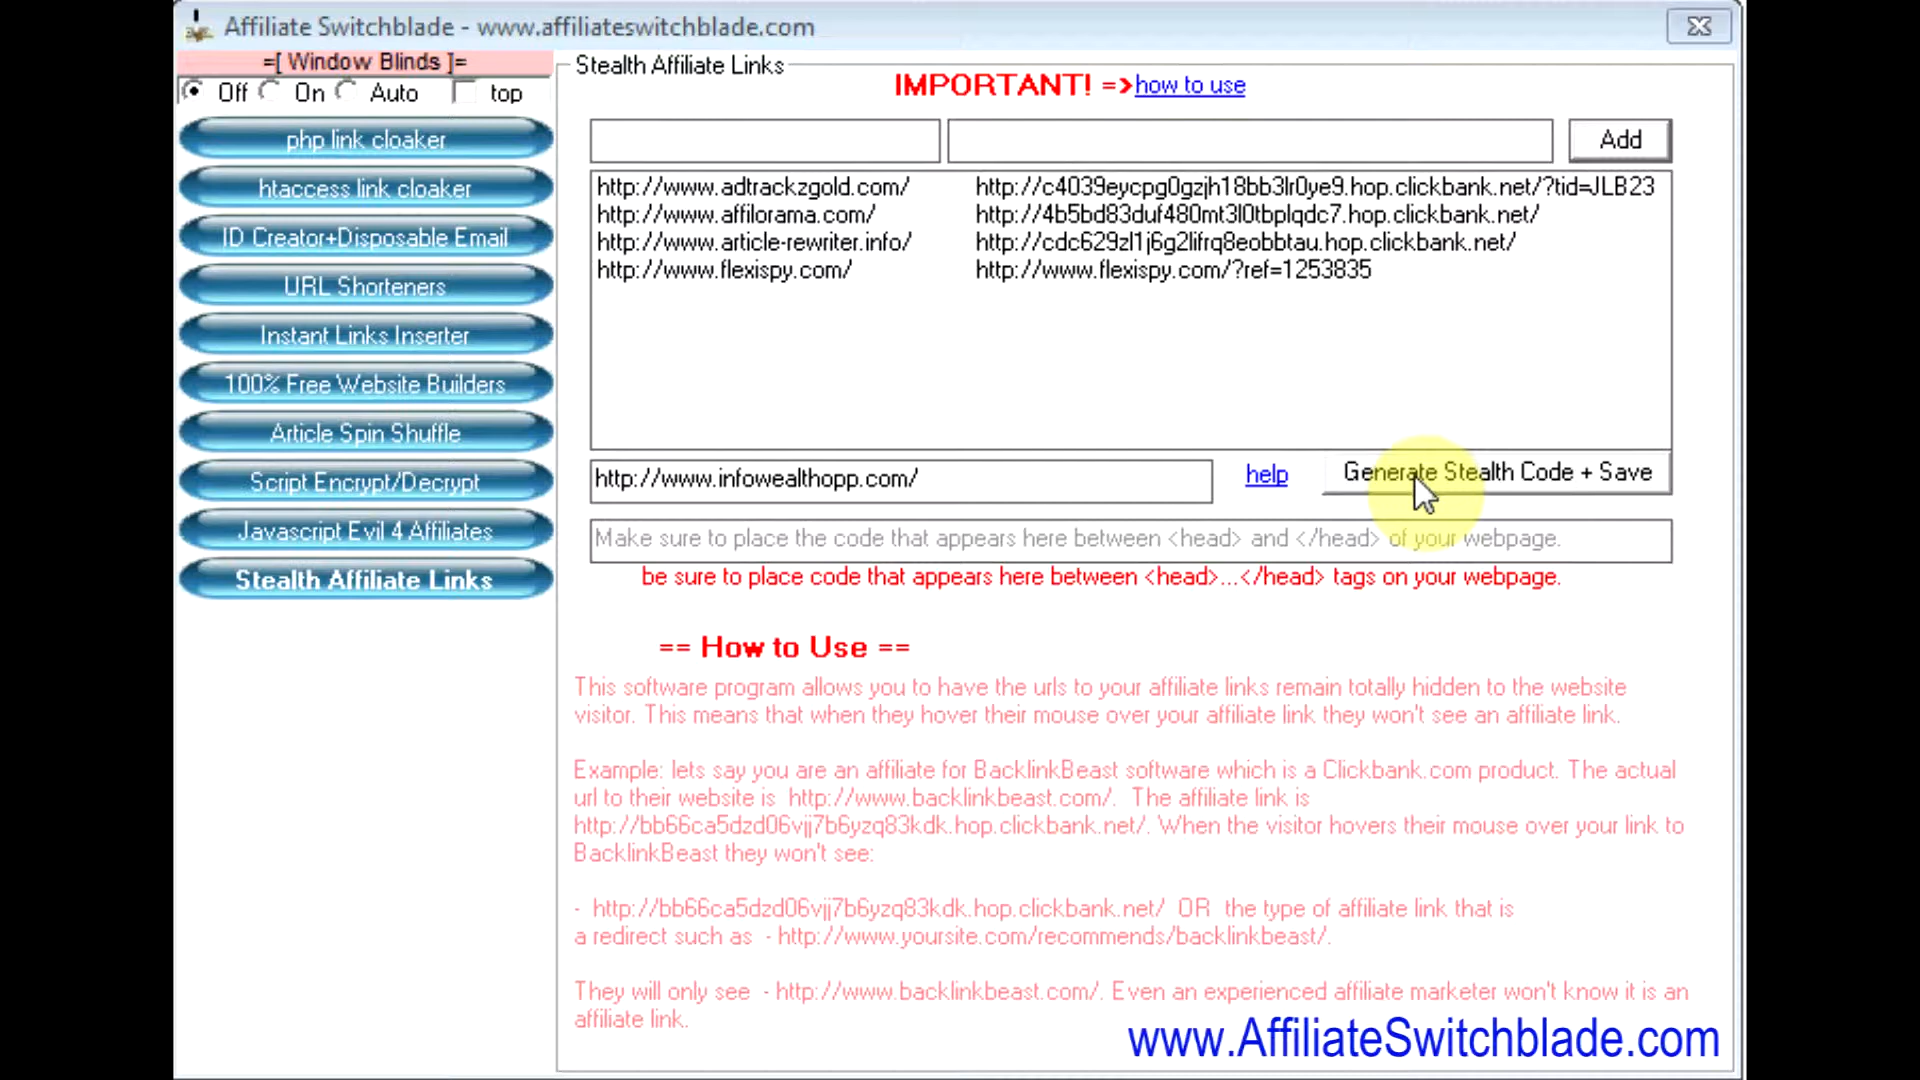 Affiliate Switchblade - www.affiliateswitchblade.com
=[ Window Blinds ]=
Off On Auto top
php link cloaker
htaccess link cloaker
ID Creator+Disposable Email
URL Shorteners
Instant Links Inserter
100% Free Website Builders
Article Spin Shuffle
Script Encrypt/Decrypt
Javascript Evil 4 Affiliates
Stealth Affiliate Links
Stealth Affiliate Links
IMPORTANT! => how to use
Add
http://www.adtrackzgold.com/ http://c4039eycpg0gzjh18bb3lr0ye9.hop.clickbank.net/?tid=JLB23
http://www.affilorama.com/ http://4b5bd83duf480mt3l0tbplqdc7.hop.clickbank.net/
http://www.article-rewriter.info/ http://cdc629zl1j6g2lifrq8eobbtau.hop.clickbank.net/
http://www.flexispy.com/ http://www.flexispy.com/?ref=1253835
http://www.infowealthopp.com/ help Generate Stealth Code + Save
Make sure to place the code that appears here between <head> and </head> of your webpage.
be sure to place code that appears here between <head>...</head> tags on your webpage.
== How to Use ==
This software program allows you to have the urls to your affiliate links remain totally hidden to the website
visitor. This means that when they hover their mouse over your affiliate link they won't see an affiliate link.
Example: lets say you are an affiliate for BacklinkBeast software which is a Clickbank.com product. The actual
url to their website is http://www.backlinkbeast.com/. The affiliate link is
http://bb66ca5dzd06vjj7b6yzq83kdk.hop.clickbank.net/. When the visitor hovers their mouse over your link to
BacklinkBeast they won't see:
- http://bb66ca5dzd06vjj7b6yzq83kdk.hop.clickbank.net/ OR the type of affiliate link that is
a redirect such as - http://www.yoursite.com/recommends/backlinkbeast/.
They will only see - http://www.backlinkbeast.com/. Even an experienced affiliate marketer won't know it is an
affiliate link.
www.AffiliateSwitchblade.com